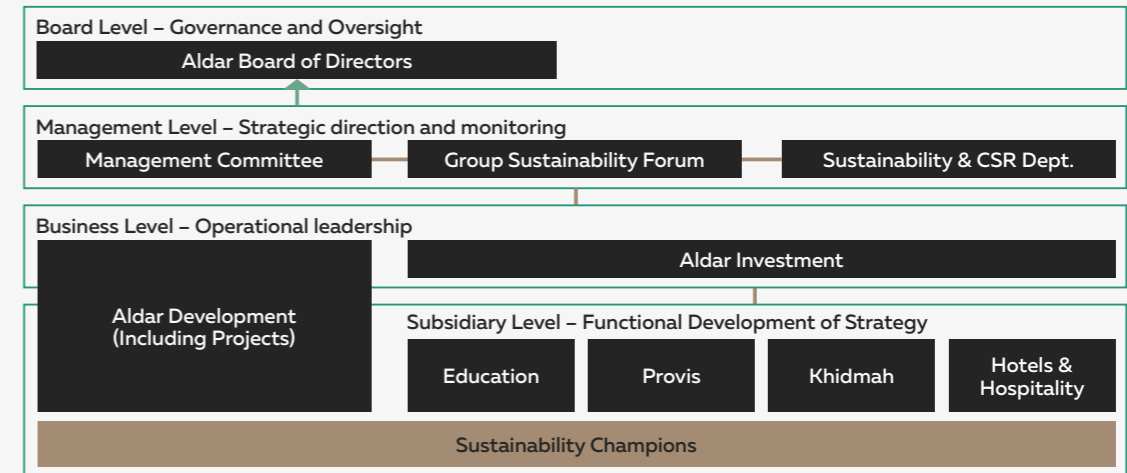 Board Level – Governance and Oversight
Aldar Board of Directors
Management Level – Strategic direction and monitoring
Management Committee
Group Sustainability Forum
Sustainability & CSR Dept.
Business Level – Operational leadership
Aldar Investment
Aldar Development
(Including Projects)
Subsidiary Level – Functional Development of Strategy
Education
Provis
Khidmah
Hotels &
Hospitality
Sustainability Champions